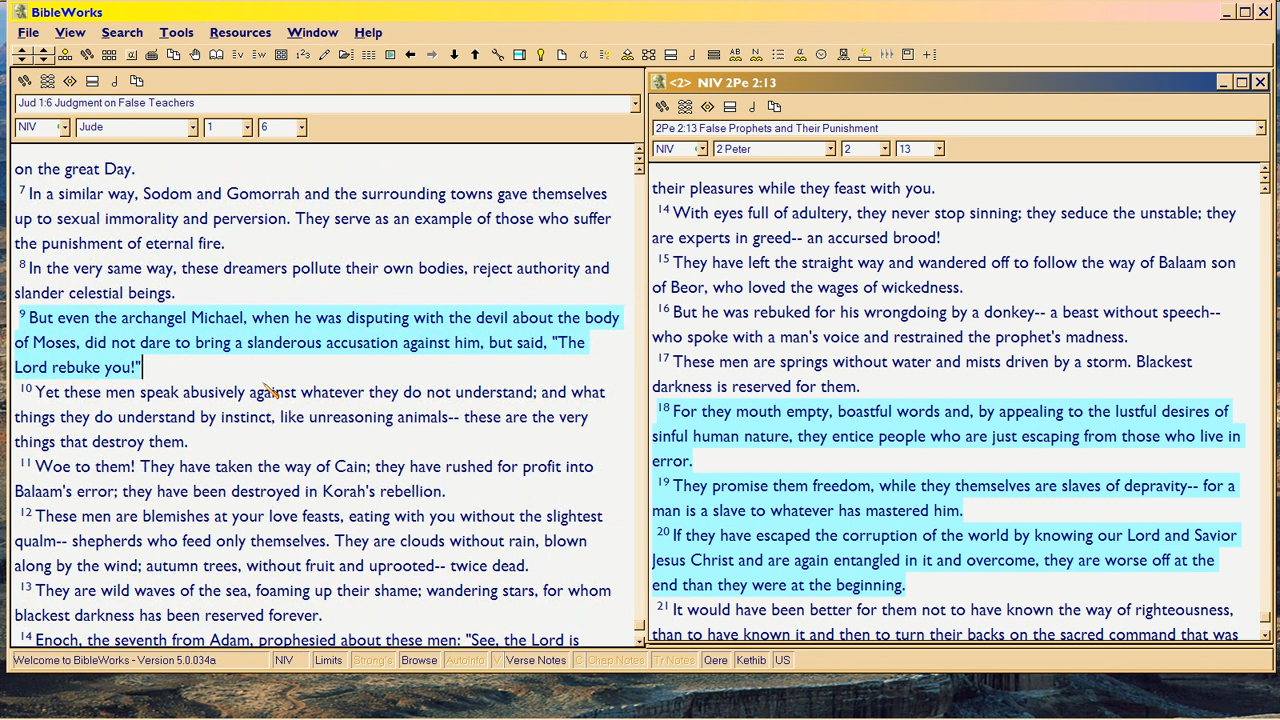 BibleWorks
File View Search Tools Resources Window Help
Jud 1:6 Judgment on False Teachers
NIV Jude 1 6
on the great Day.
7 In a similar way, Sodom and Gomorrah and the surrounding towns gave themselves
up to sexual immorality and perversion. They serve as an example of those who suffer
the punishment of eternal fire.
8 In the very same way, these dreamers pollute their own bodies, reject authority and
slander celestial beings.
9 But even the archangel Michael, when he was disputing with the devil about the body
of Moses, did not dare to bring a slanderous accusation against him, but said, "The
Lord rebuke you!"
10 Yet these men speak abusively against whatever they do not understand; and what
things they do understand by instinct, like unreasoning animals-- these are the very
things that destroy them.
11 Woe to them! They have taken the way of Cain; they have rushed for profit into
Balaam's error; they have been destroyed in Korah's rebellion.
12 These men are blemishes at your love feasts, eating with you without the slightest
qualm-- shepherds who feed only themselves. They are clouds without rain, blown
along by the wind; autumn trees, without fruit and uprooted-- twice dead.
13 They are wild waves of the sea, foaming up their shame; wandering stars, for whom
blackest darkness has been reserved forever.
14 Enoch, the seventh from Adam, prophesied about these men: "See, the Lord is
<2> NIV 2Pe 2:13
2Pe 2:13 False Prophets and Their Punishment
NIV 2 Peter 2 13
their pleasures while they feast with you.
14 With eyes full of adultery, they never stop sinning; they seduce the unstable; they
are experts in greed-- an accursed brood!
15 They have left the straight way and wandered off to follow the way of Balaam son
of Beor, who loved the wages of wickedness.
16 But he was rebuked for his wrongdoing by a donkey-- a beast without speech--
who spoke with a man's voice and restrained the prophet's madness.
17 These men are springs without water and mists driven by a storm. Blackest
darkness is reserved for them.
18 For they mouth empty, boastful words and, by appealing to the lustful desires of
sinful human nature, they entice people who are just escaping from those who live in
error.
19 They promise them freedom, while they themselves are slaves of depravity-- for a
man is a slave to whatever has mastered him.
20 If they have escaped the corruption of the world by knowing our Lord and Savior
Jesus Christ and are again entangled in it and overcome, they are worse off at the
end than they were at the beginning.
21 It would have been better for them not to have known the way of righteousness,
than to have known it and then to turn their backs on the sacred command that was
Welcome to BibleWorks - Version 5.0.034a NIV Limits Strong's Browse AutoInfo V Verse Notes C Chap Notes Tr Notes Qere Kethib US